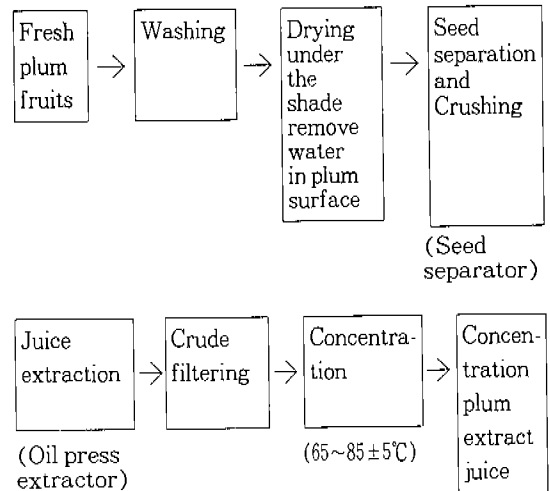 Fresh
plum
fruits
Washing
Drying
under
the
shade
remove
water
in plum
surface
Seed
separation
and
Crushing
(Seed
separator)
Juice
extraction
(Oil press
extractor)
Crude
filtering
Concentra-
tion
(65~85±5℃)
Concen-
tration
plum
extract
juice